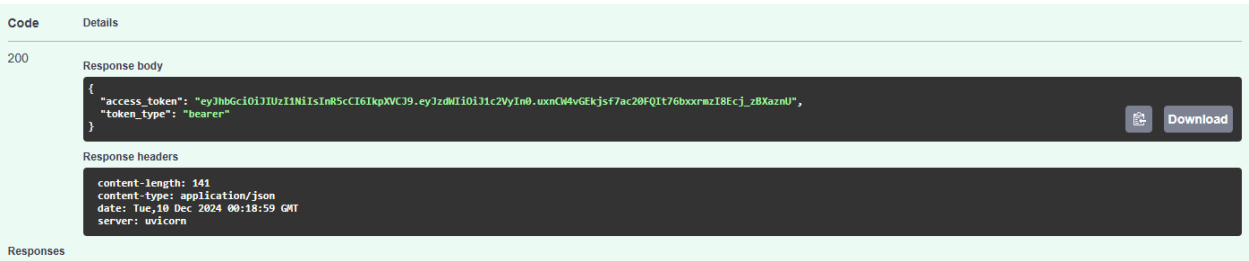 Code Details
200
Response body
{
"access_token": "eyJhbGciOiJIUzI1NiIsInR5cCI6IkpXVCJ9.eyJzdWIiOiJ1c2VyIn0.uxnCW4vGEkjsf7ac20FQIt76bxxrmzI8Ecj_zBXaznU",
"token_type": "bearer"
}
Download
Response headers
content-length: 141
content-type: application/json
date: Tue,10 Dec 2024 00:18:59 GMT
server: uvicorn
Responses